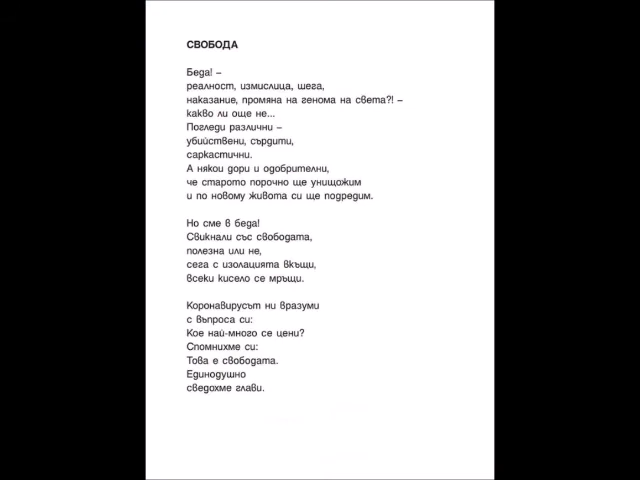 СВОБОДА
Беда! –
реалност, измислица, шега,
наказание, промяна на генома на света?! –
какво ли още не...
Погледи различни –
убийствени, сърдити,
саркастични.
А някои дори и одобрителни,
че старото порочно ще унищожим
и по новому живота си ще подредим.
Но сме в беда!
Свикнали със свободата,
полезна или не,
сега с изолацията вкъщи,
всеки кисело се мръщи.
Коронавирусът ни вразуми
с въпроса си:
Кое най-много се цени?
Спомнихме си:
Това е свободата.
Единодушно
сведохме глави.